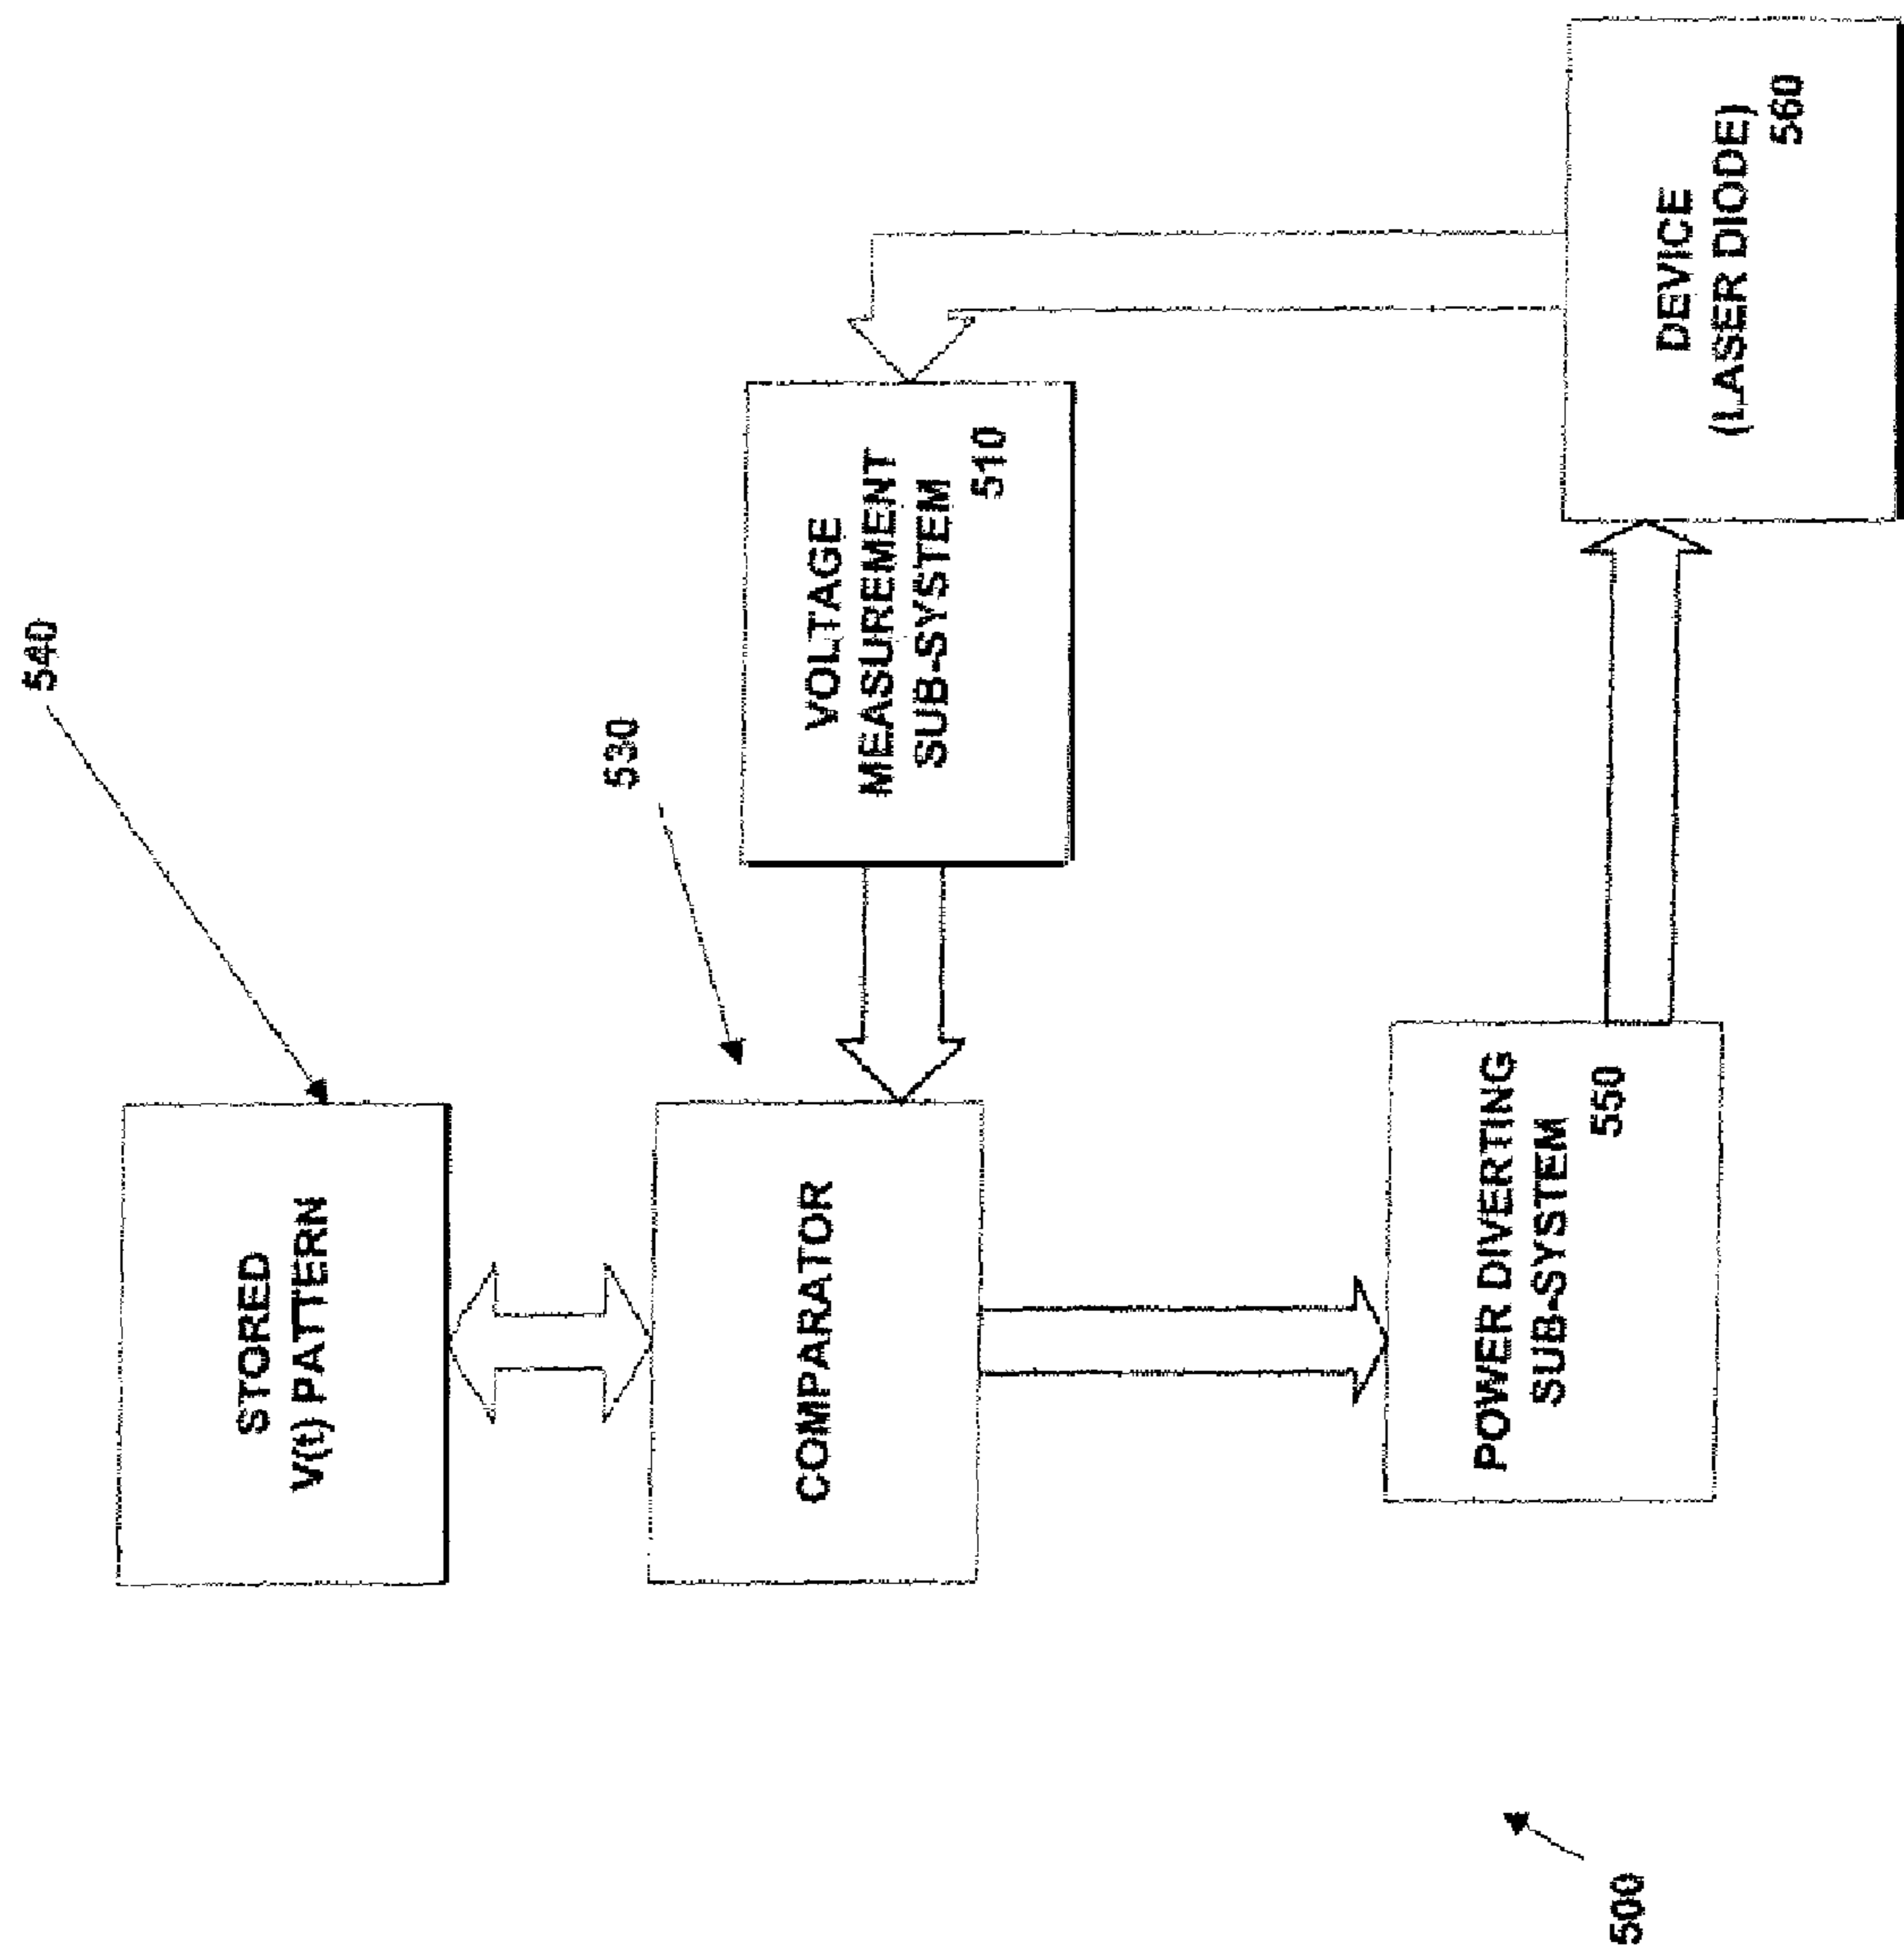 540
STORED
V(t) PATTERN
530
COMPARATOR
VOLTAGE
MEASUREMENT
SUB-SYSTEM
510
POWER DIVERTING
SUB-SYSTEM
550
DEVICE
(LASER DIODE)
560
500